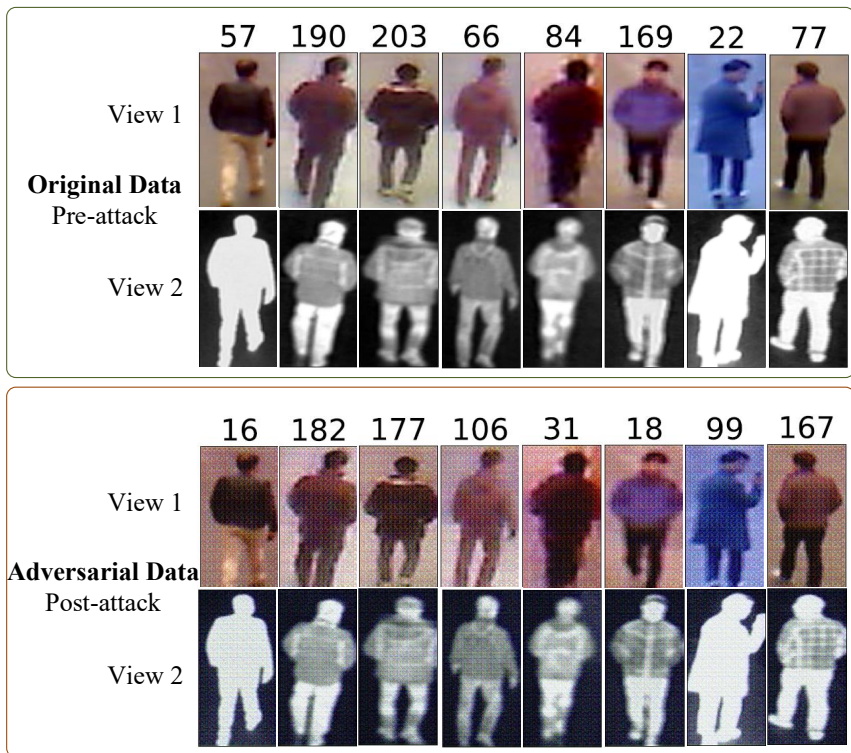 57 190 203 66 84 169 22 77
View 1
Original Data
Pre-attack
View 2
16 182 177 106 31 18 99 167
View 1
Adversarial Data
Post-attack
View 2